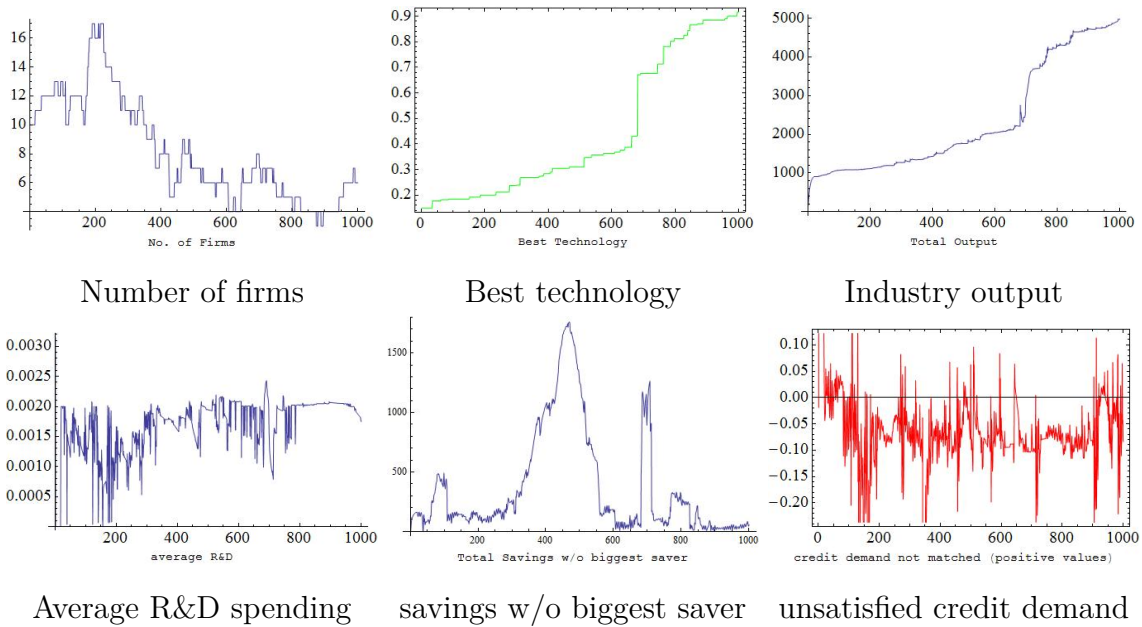 16
14
12
10
8
6
200 400 600 800 1000
No. of Firms
0.9
0.8
0.7
0.6
0.5
0.4
0.3
0.2
0 200 400 600 800 1000
Best Technology
5000
4000
3000
2000
1000
200 400 600 800 1000
Total Output
Number of firms
Best technology
Industry output
0.0030
0.0025
0.0020
0.0015
0.0010
0.0005
200 400 600 800 1000
average R&D
1500
1000
500
200 400 600 800 1000
Total Savings w/o biggest saver
0.10
0.05
0.00
−0.05
−0.10
−0.15
−0.20
0 200 400 600 800 1000
credit demand not matched (positive values)
Average R&D spending
savings w/o biggest saver
unsatisfied credit demand